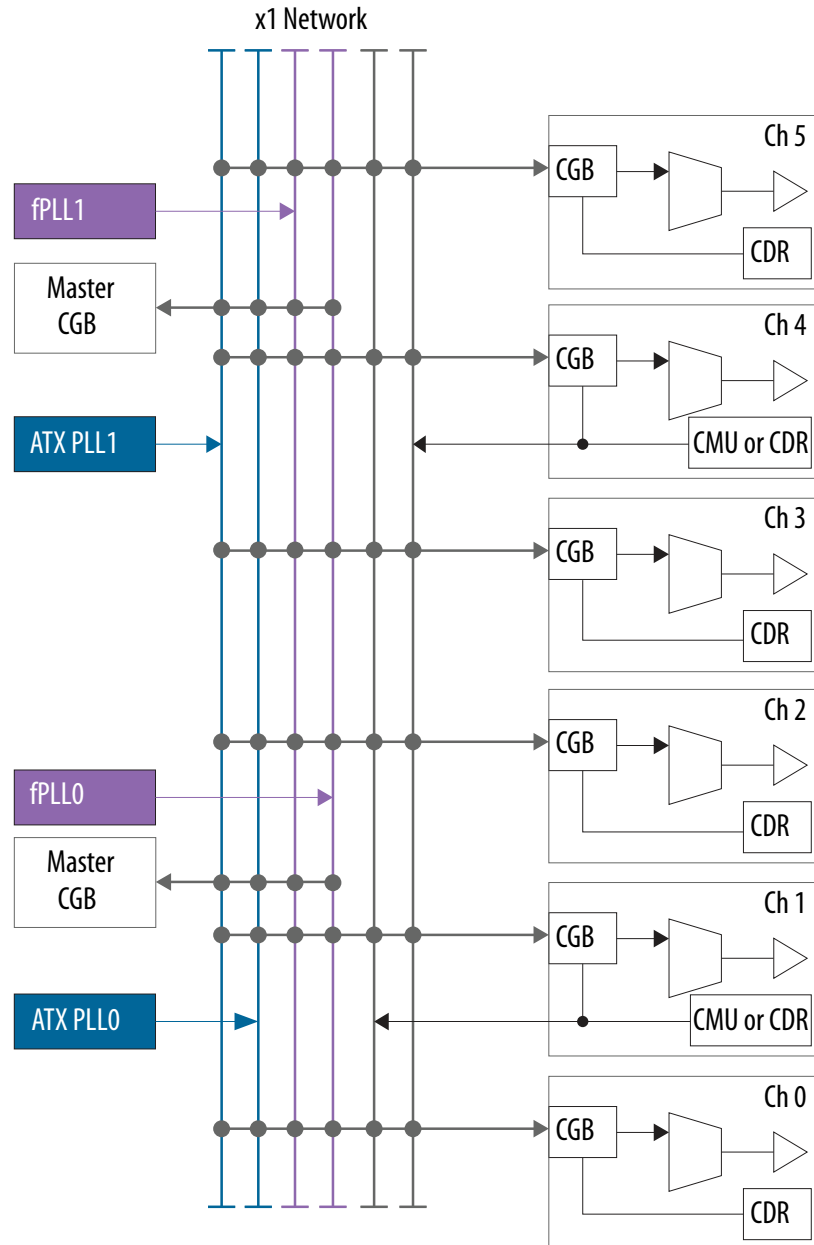 x1 Network
Ch 5
CGB
fPLL1
CDR
Master
CGB
Ch 4
CGB
ATX PLL1
CMU or CDR
Ch 3
CGB
CDR
Ch 2
CGB
fPLL0
CDR
Master
CGB
Ch 1
CGB
ATX PLL0
CMU or CDR
Ch 0
CGB
CDR